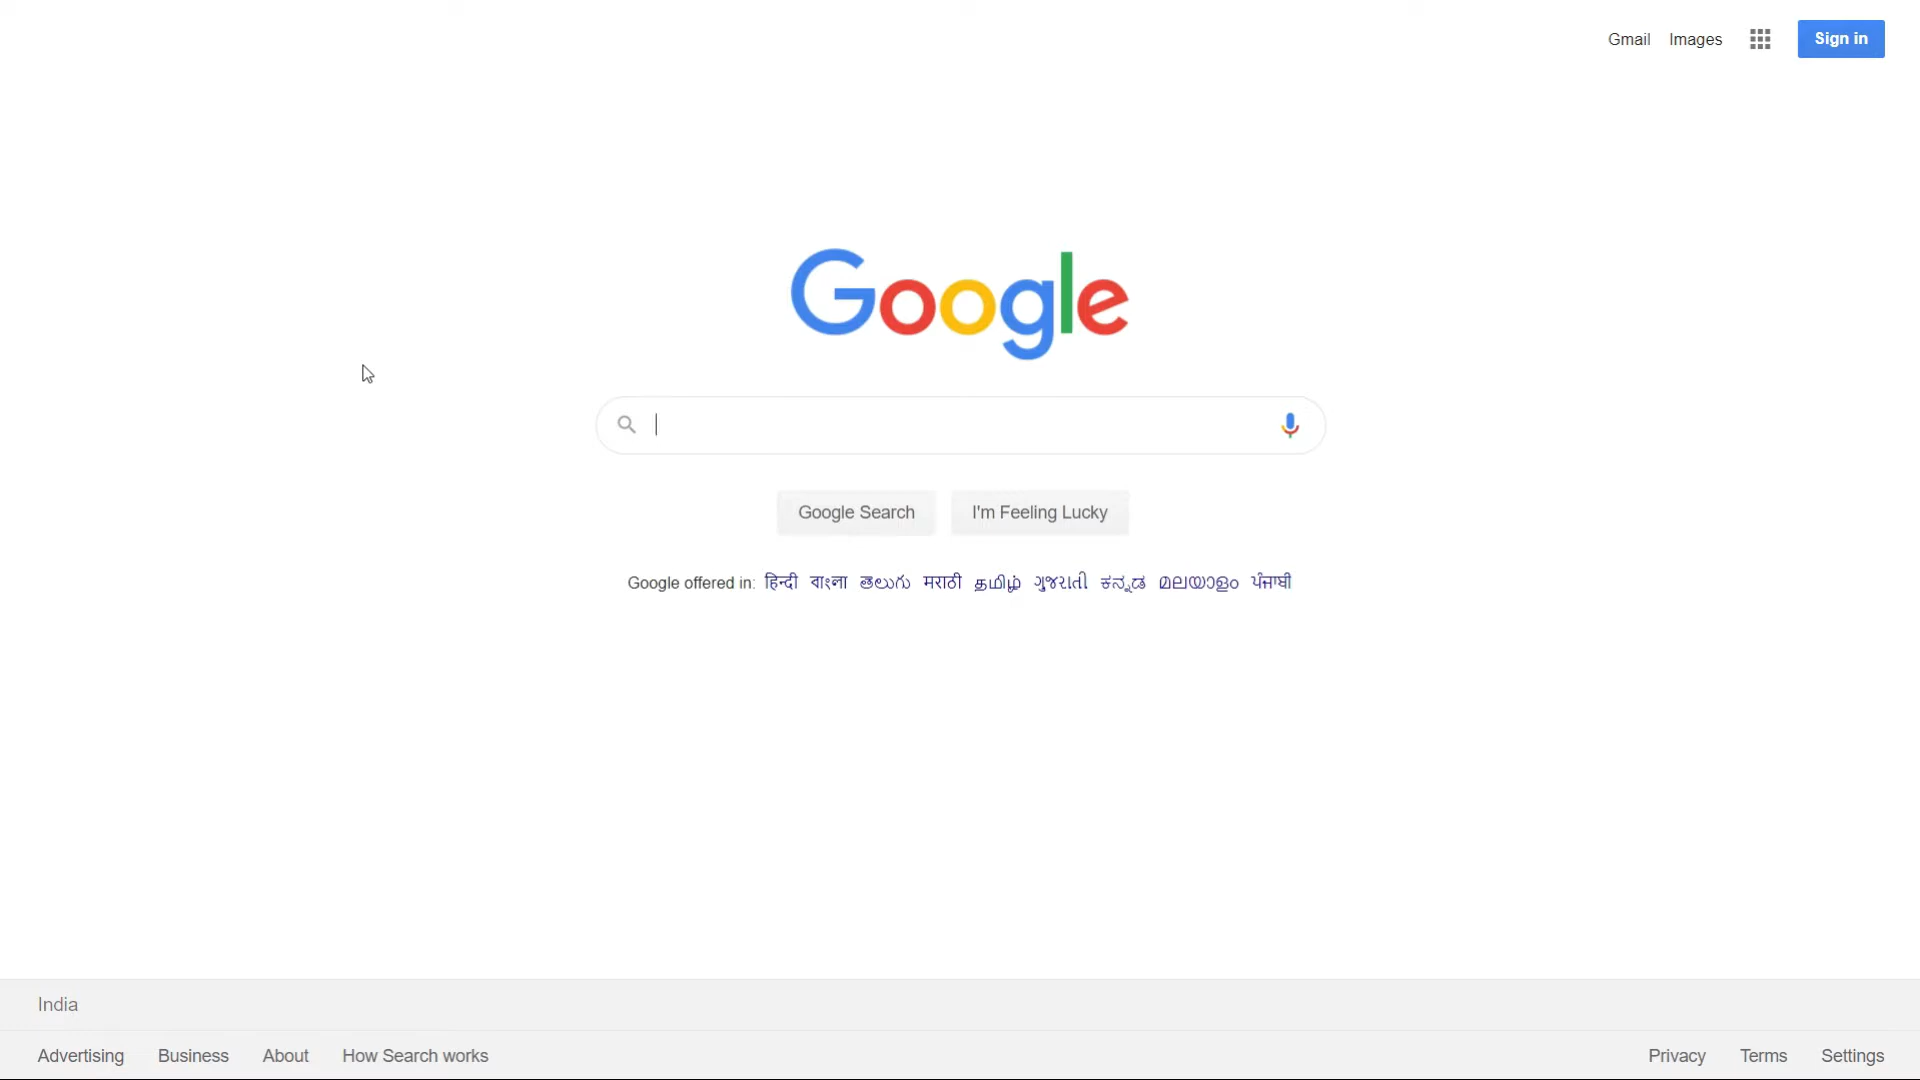 Gmail Images Sign in
Google
Google Search I'm Feeling Lucky
Google offered in: हिन्दी বাংলা తెలుగు मराठी தமிழ் ગુજરાતી ಕನ್ನಡ മലയാളം ਪੰਜਾਬੀ
India
Advertising Business About How Search works Privacy Terms Settings